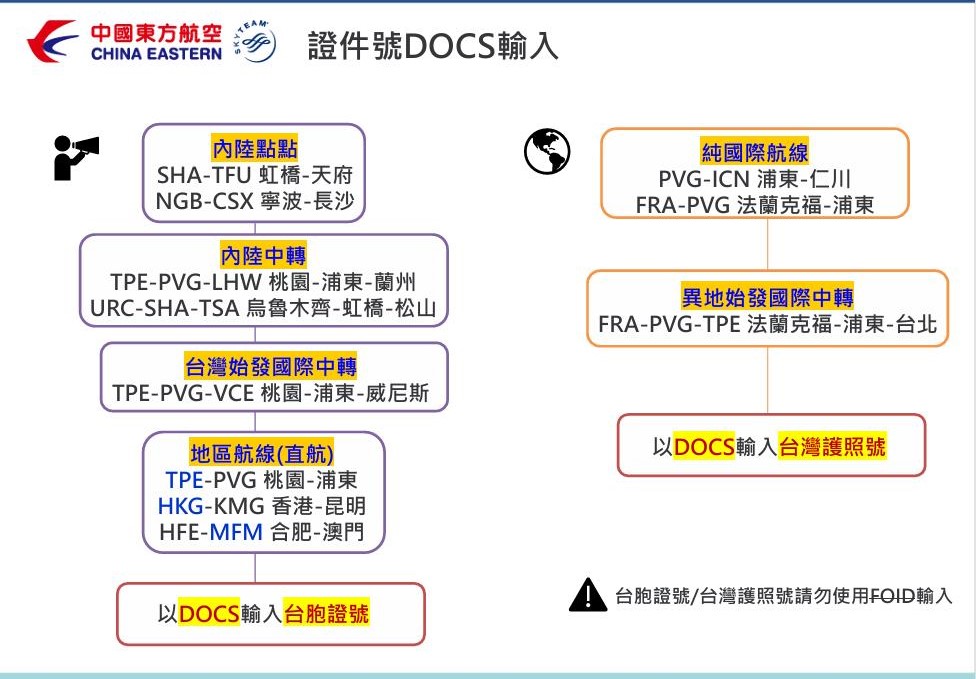 中國東方航空
CHINA EASTERN
SKYTEAM
證件號DOCS輸入
內陸點點
SHA-TFU 虹橋-天府
NGB-CSX 寧波-長沙
內陸中轉
TPE-PVG-LHW 桃園-浦東-蘭州
URC-SHA-TSA 烏魯木齊-虹橋-松山
台灣始發國際中轉
TPE-PVG-VCE 桃園-浦東-威尼斯
地區航線(直航)
TPE-PVG 桃園-浦東
HKG-KMG 香港-昆明
HFE-MFM 合肥-澳門
以DOCS輸入台胞證號
純國際航線
PVG-ICN 浦東-仁川
FRA-PVG 法蘭克福-浦東
異地始發國際中轉
FRA-PVG-TPE 法蘭克福-浦東-台北
以DOCS輸入台灣護照號
台胞證號/台灣護照號請勿使用FOID輸入